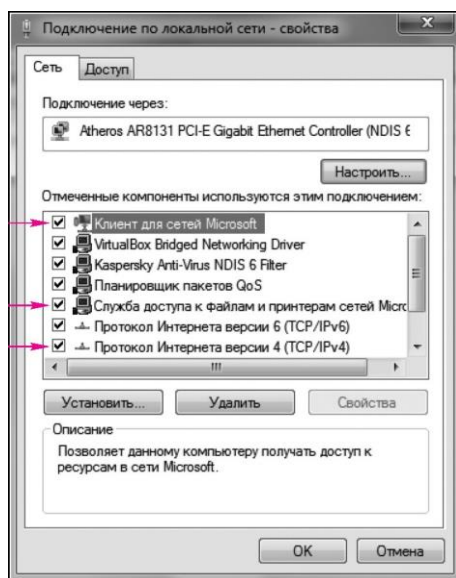 Подключение по локальной сети - свойства
Сеть
Доступ
Подключение через:
Atheros AR8131 PCI-E Gigabit Ethernet Controller (NDIS 6
Настроить...
Отмеченные компоненты используются этим подключением:
Клиент для сетей Microsoft
VirtualBox Bridged Networking Driver
Kaspersky Anti-Virus NDIS 6 Filter
Планировщик пакетов QoS
Служба доступа к файлам и принтерам сетей Micro
Протокол Интернета версии 6 (TCP/IPv6)
Протокол Интернета версии 4 (TCP/IPv4)
Установить...
Удалить
Свойства
Описание
Позволяет данному компьютеру получать доступ к
ресурсам в сети Microsoft.
OK
Отмена